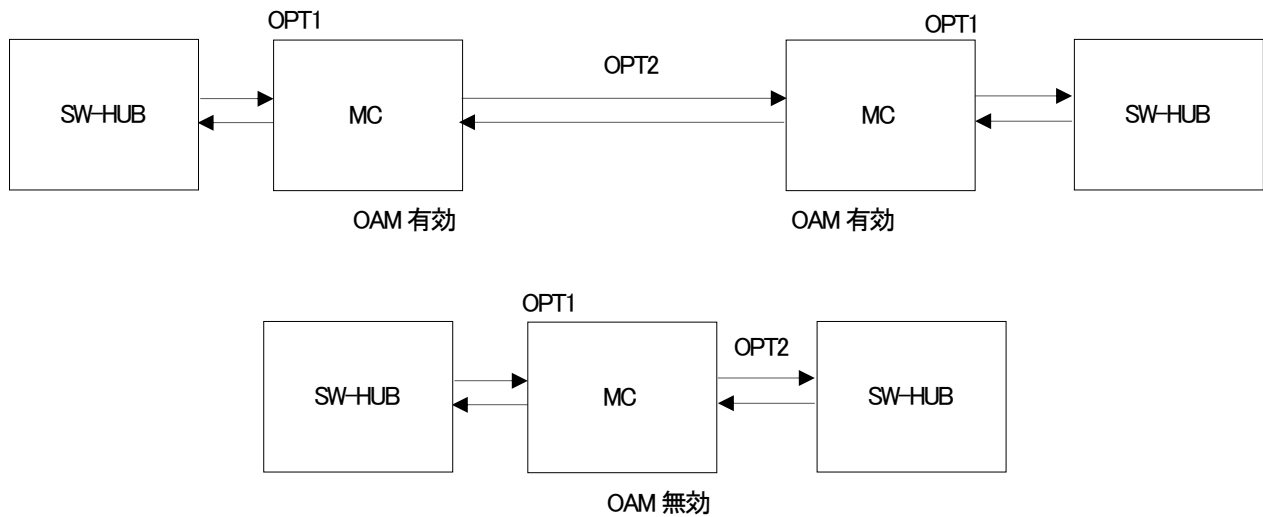 OPT1
OPT1
OPT2
SW-HUB
MC
MC
SW-HUB
OAM 有効
OAM 有効
OPT1
OPT2
SW-HUB
MC
SW-HUB
OAM 無効